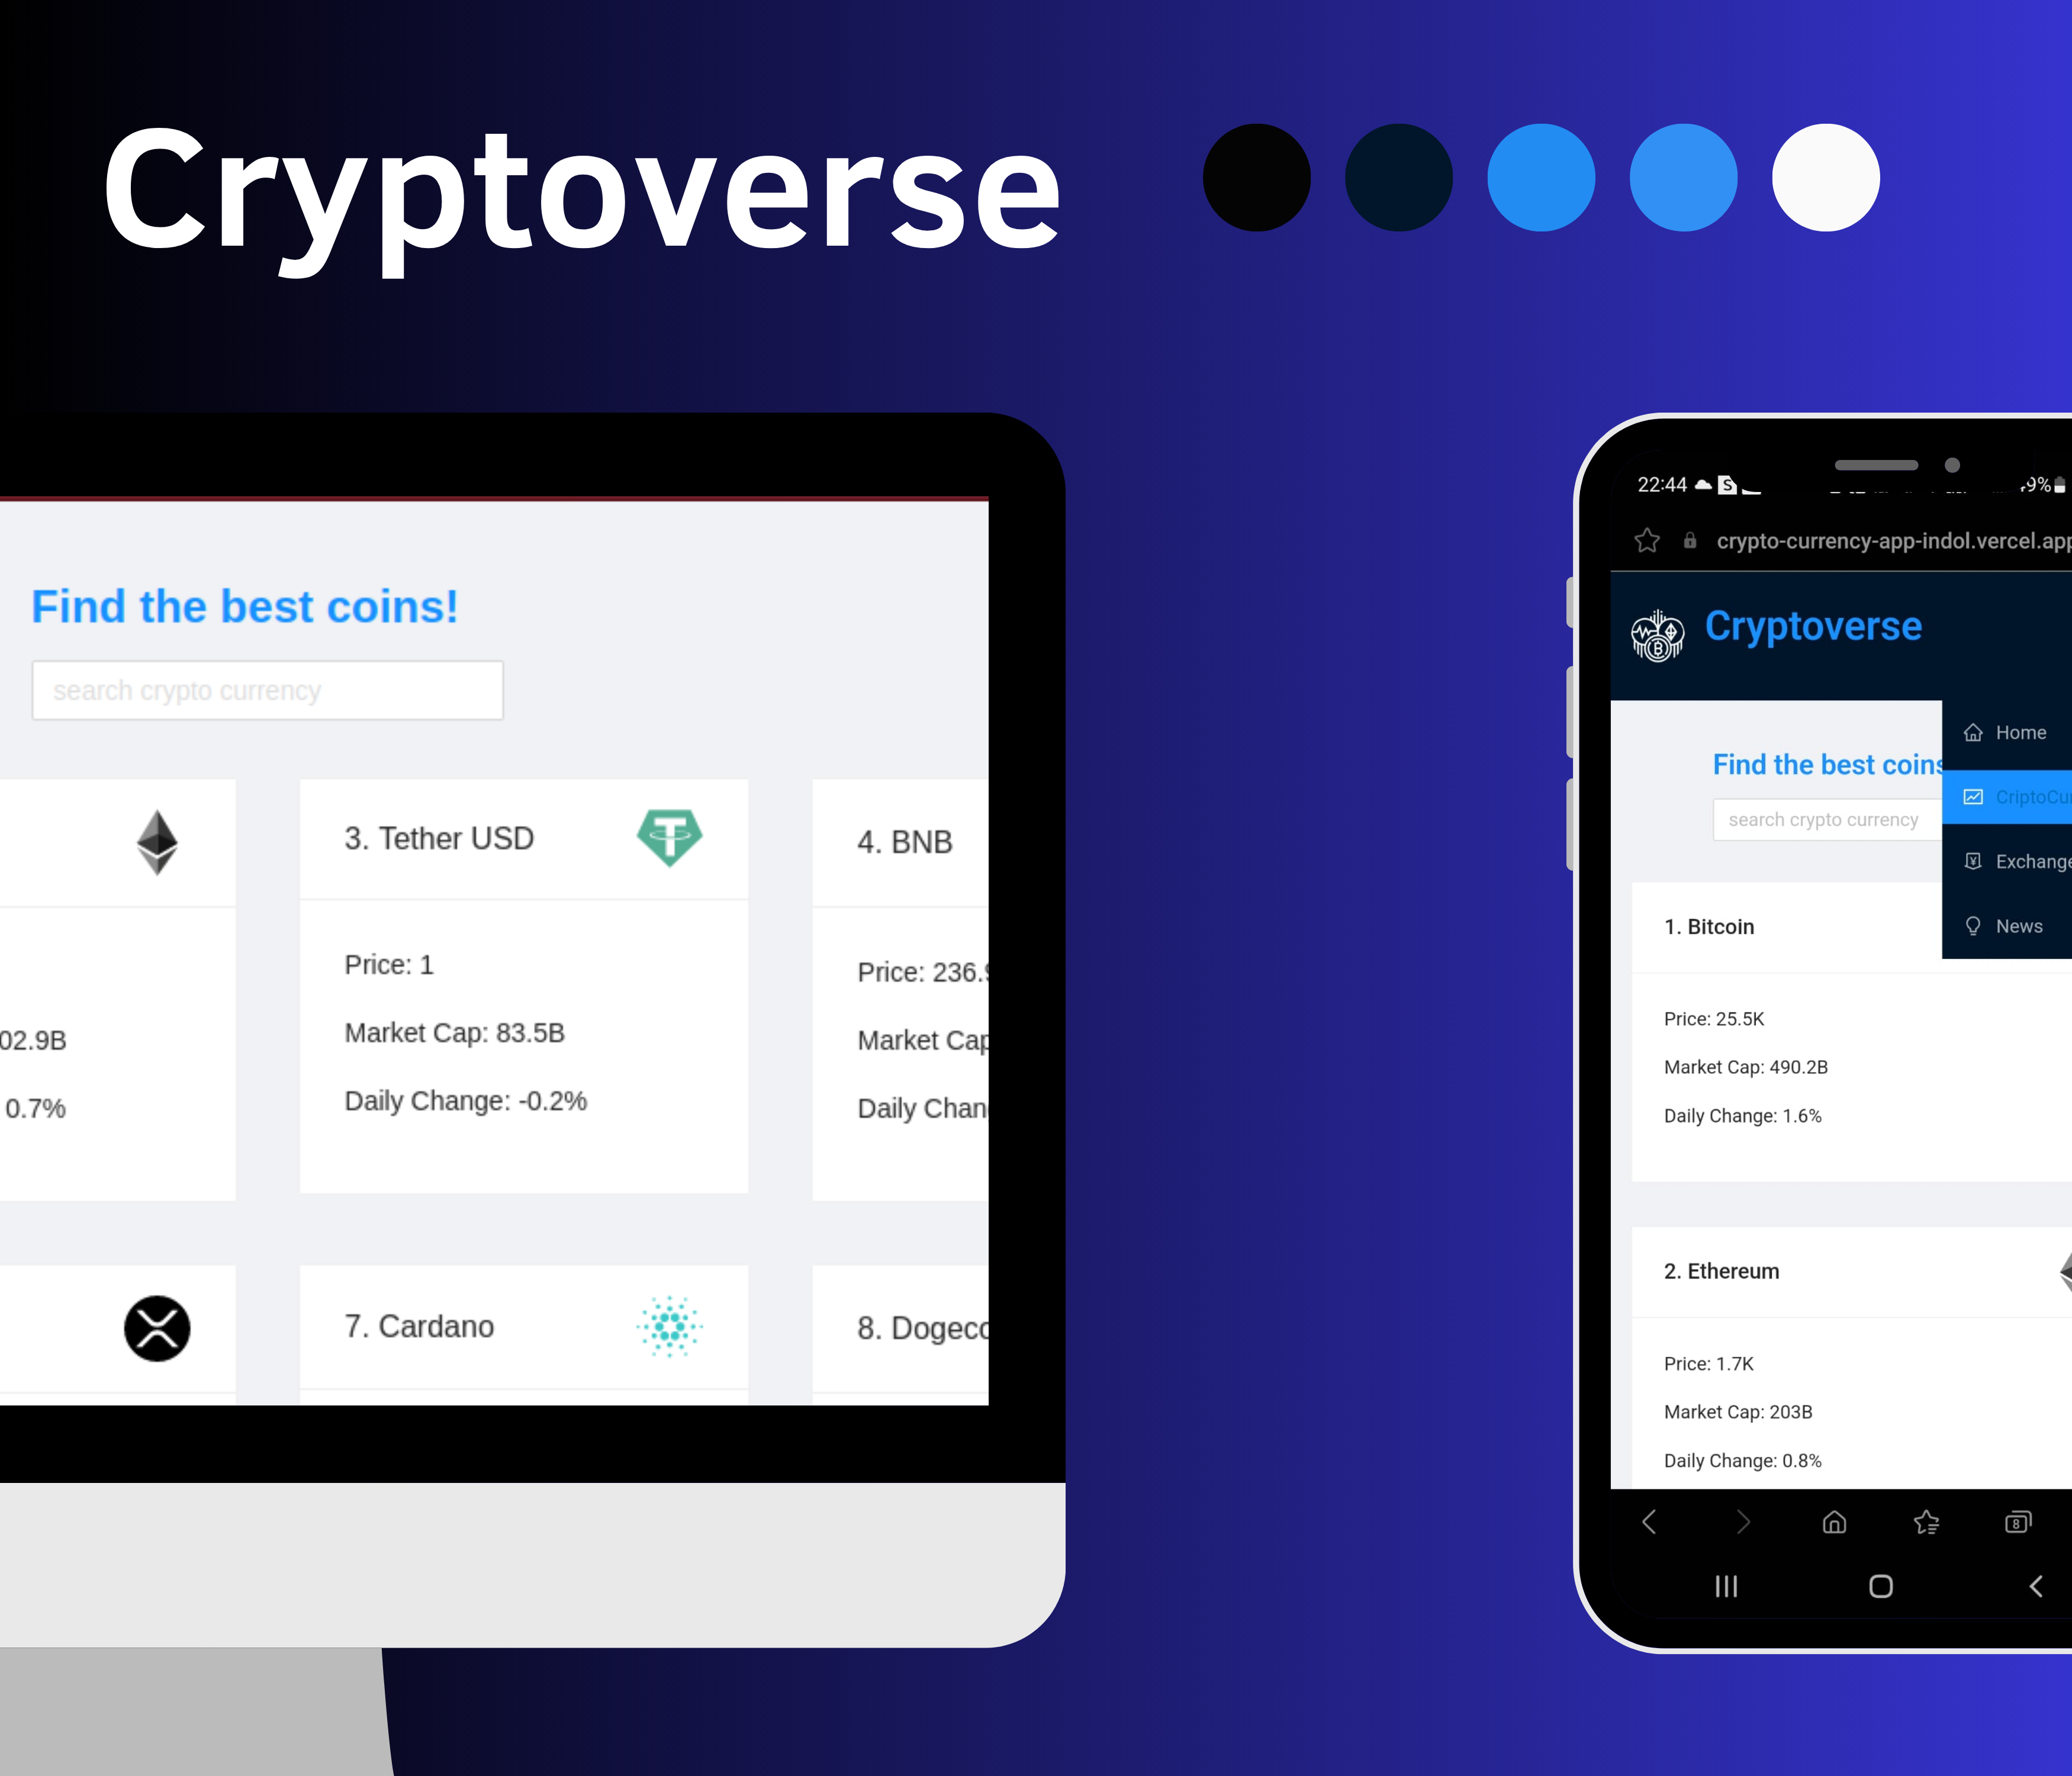 Cryptoverse
Find the best coins!
search crypto currency
3. Tether USD
4. BNB
Price: 1
Price: 236.9
02.9B
Market Cap: 83.5B
Market Cap
0.7%
Daily Change: -0.2%
Daily Chan
7. Cardano
8. Dogeco
22:44
S
9%
crypto-currency-app-indol.vercel.app
Cryptoverse
Home
Find the best coins
CriptoCur
search crypto currency
Exchange
1. Bitcoin
News
Price: 25.5K
Market Cap: 490.2B
Daily Change: 1.6%
2. Ethereum
Price: 1.7K
Market Cap: 203B
Daily Change: 0.8%
8